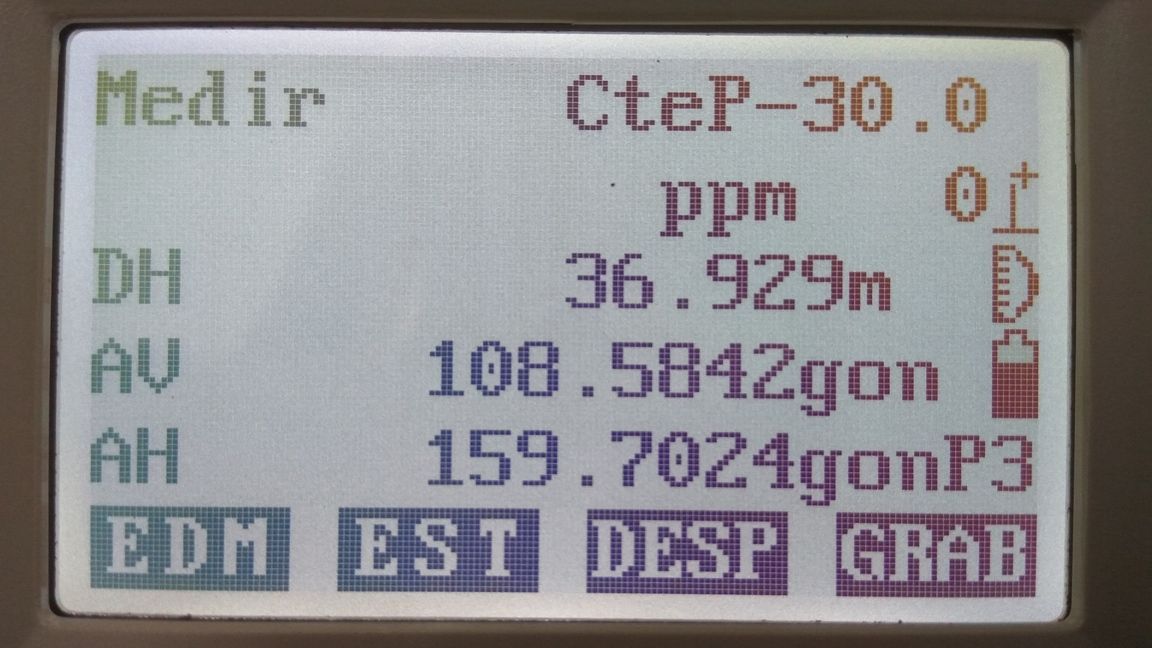 Medir CteP-30.0
ppm 0
DH 36.929m
AV 108.5842gon
AH 159.7024gonP3
EDM EST DESP GRAB